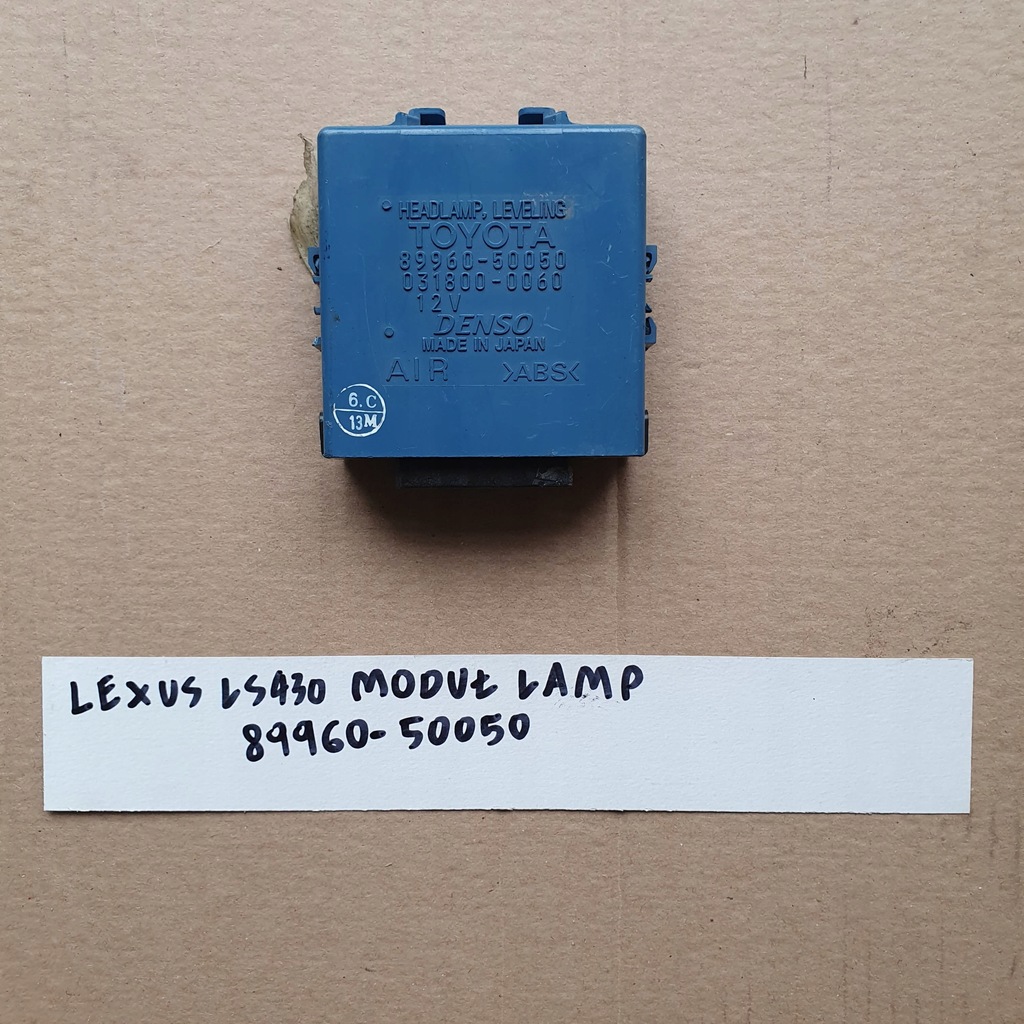 HEADLAMP, LEVELING
TOYOTA
89960-50050
031800-0060
12V
DENSO
MADE IN JAPAN
AIR >ABS<
6.C
13M
LEXUS LS430 MODUŁ LAMP
89960-50050